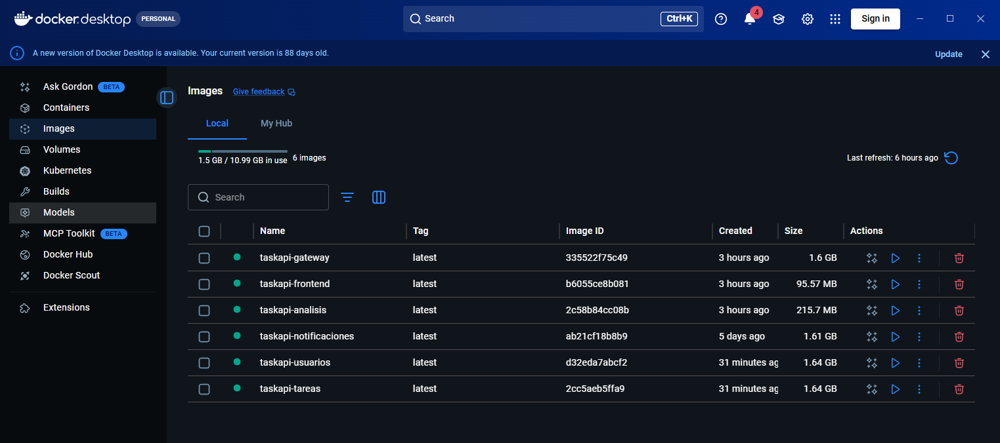 docker.desktop PERSONAL Search Ctrl+K 4 Sign in
A new version of Docker Desktop is available. Your current version is 88 days old. Update
Ask Gordon BETA
Containers
Images
Volumes
Kubernetes
Builds
Models
MCP Toolkit BETA
Docker Hub
Docker Scout
Extensions
Images Give feedback
Local My Hub
1.5 GB / 10.99 GB in use 6 images Last refresh: 6 hours ago
Search
Name Tag Image ID Created Size Actions
taskapi-gateway latest 335522f75c49 3 hours ago 1.6 GB
taskapi-frontend latest b6055ce8b081 3 hours ago 95.57 MB
taskapi-analisis latest 2c58b84cc08b 3 hours ago 215.7 MB
taskapi-notificaciones latest ab21cf18b8b9 5 days ago 1.61 GB
taskapi-usuarios latest d32eda7abcf2 31 minutes ag 1.64 GB
taskapi-tareas latest 2cc5aeb5ffa9 31 minutes ag 1.64 GB